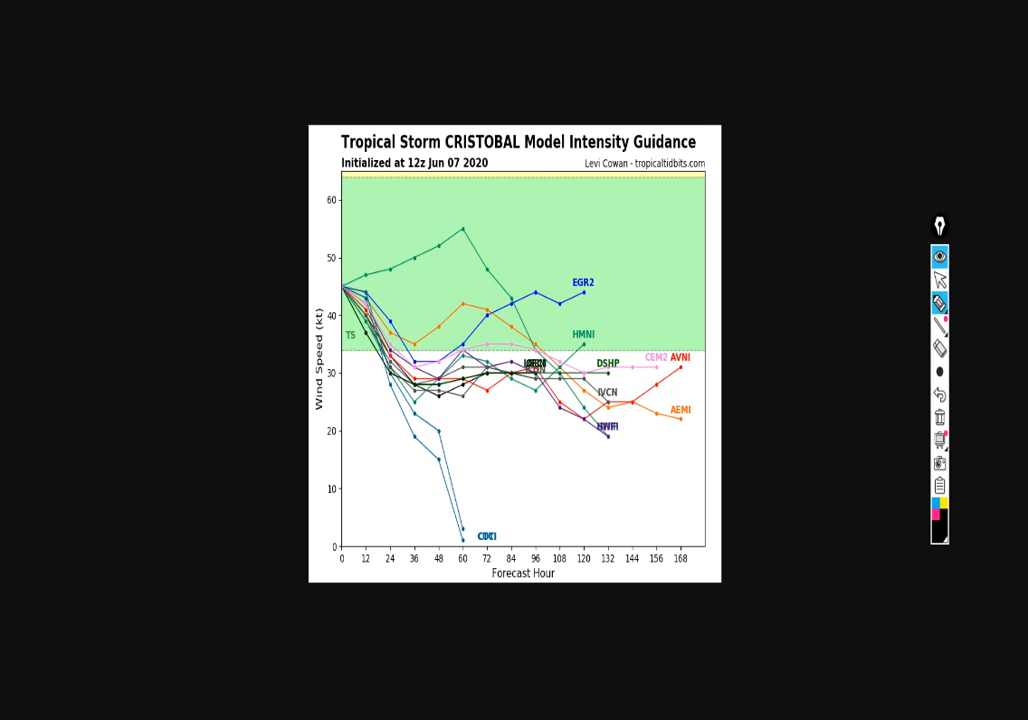 Tropical Storm CRISTOBAL Model Intensity Guidance
Initialized at 12z Jun 07 2020
Levi Cowan - tropicaltidbits.com
Wind Speed (kt)
60
50
40
30
20
10
0
TS
EGR2
HMNI
CEM2 AVNI
DSHP
IVCN
AEMI
0 12 24 36 48 60 72 84 96 108 120 132 144 156 168
Forecast Hour